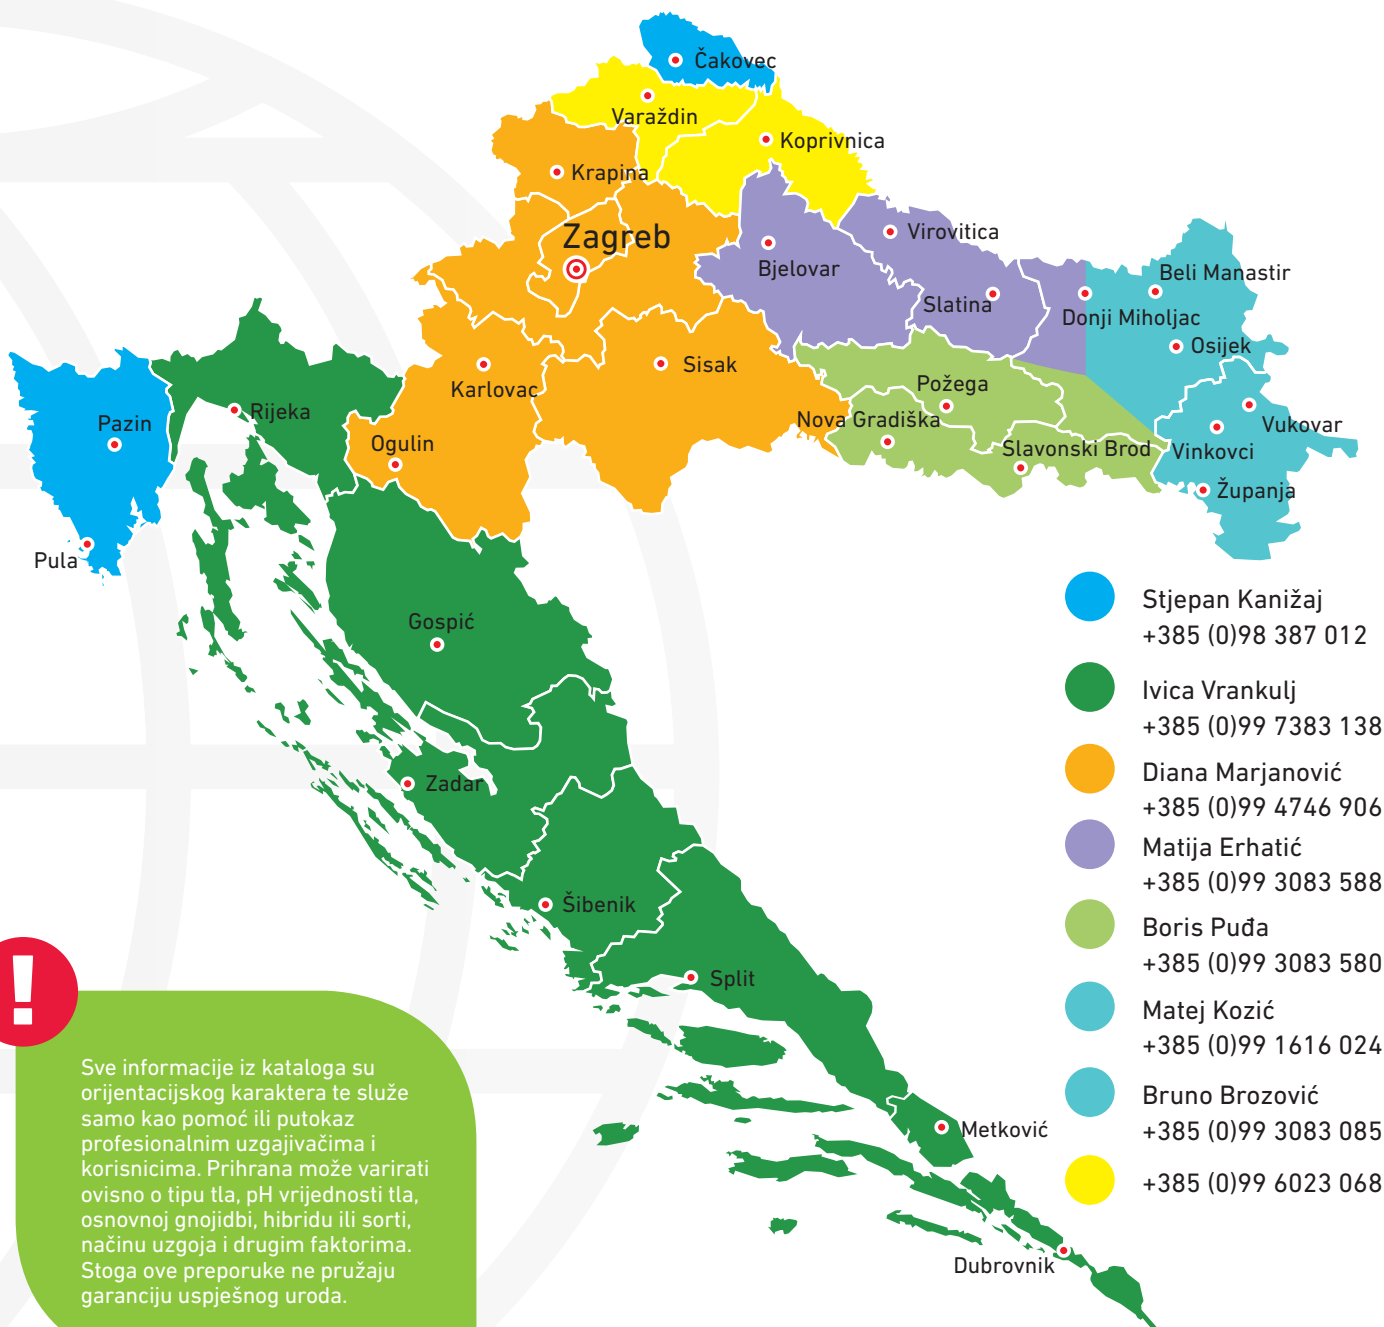 Čakovec
Varaždin
Koprivnica
Krapina
Zagreb
Virovitica
Bjelovar
Beli Manastir
Slatina
Donji Miholjac
Osijek
Sisak
Karlovac
Požega
Rijeka
Pazin
Nova Gradiška
Vukovar
Ogulin
Slavonski Brod
Vinkovci
Županja
Pula
Gospić
Zadar
Šibenik
Split
Metković
Dubrovnik
Stjepan Kanižaj
+385 (0)98 387 012
Ivica Vrankulj
+385 (0)99 7383 138
Diana Marjanović
+385 (0)99 4746 906
Matija Erhatić
+385 (0)99 3083 588
Boris Puđa
+385 (0)99 3083 580
Matej Kozić
+385 (0)99 1616 024
Bruno Brozović
+385 (0)99 3083 085
+385 (0)99 6023 068
!
Sve informacije iz kataloga su
orijentacijskog karaktera te služe
samo kao pomoć ili putokaz
profesionalnim uzgajivačima i
korisnicima. Prihrana može varirati
ovisno o tipu tla, pH vrijednosti tla,
osnovnoj gnojidbi, hibridu ili sorti,
načinu uzgoja i drugim faktorima.
Stoga ove preporuke ne pružaju
garanciju uspješnog uroda.